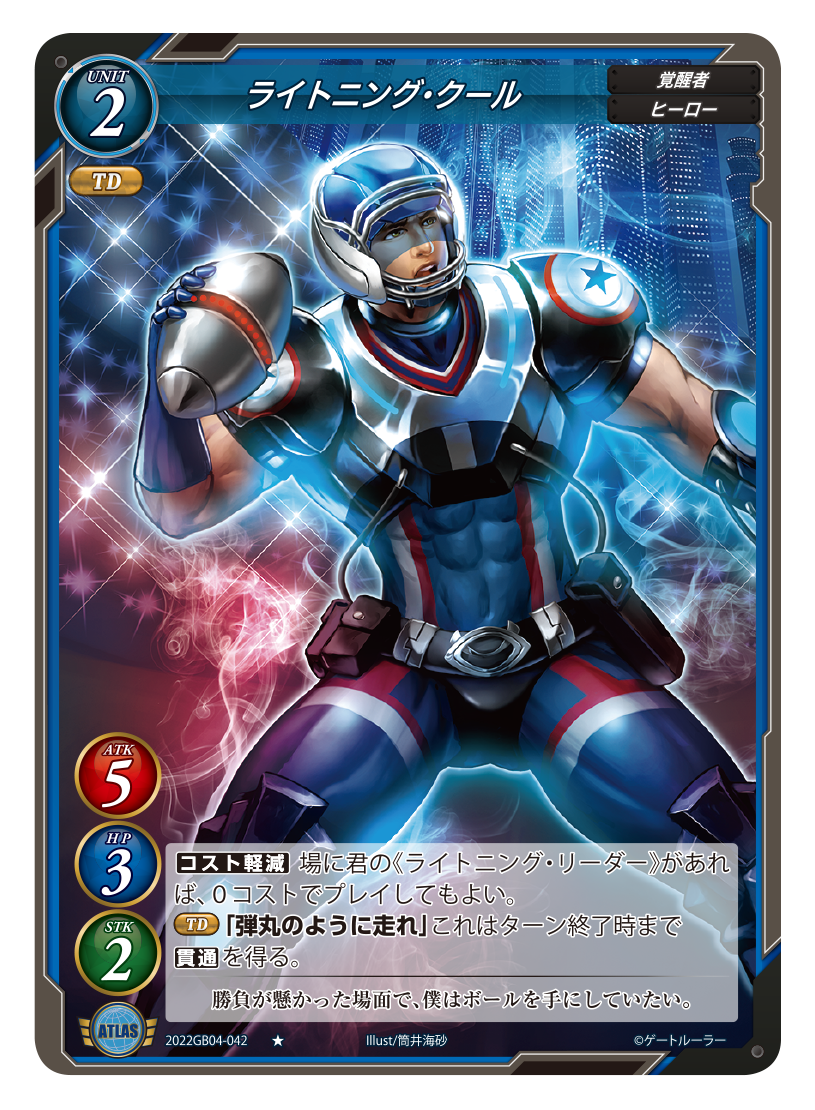 UNIT
2
ライトニング・クール
覚醒者
ヒーロー
TD
ATK
5
HP
3
STK
2
コスト軽減 場に君の《ライトニング・リーダー》があれ
ば、0コストでプレイしてもよい。
TD 「弾丸のように走れ」これはターン終了時まで
貫通を得る。
勝負が懸かった場面で、僕はボールを手にしていたい。
ATLAS
2022GB04-042 ★ Illust/筒井海砂 ©ゲートルーラー